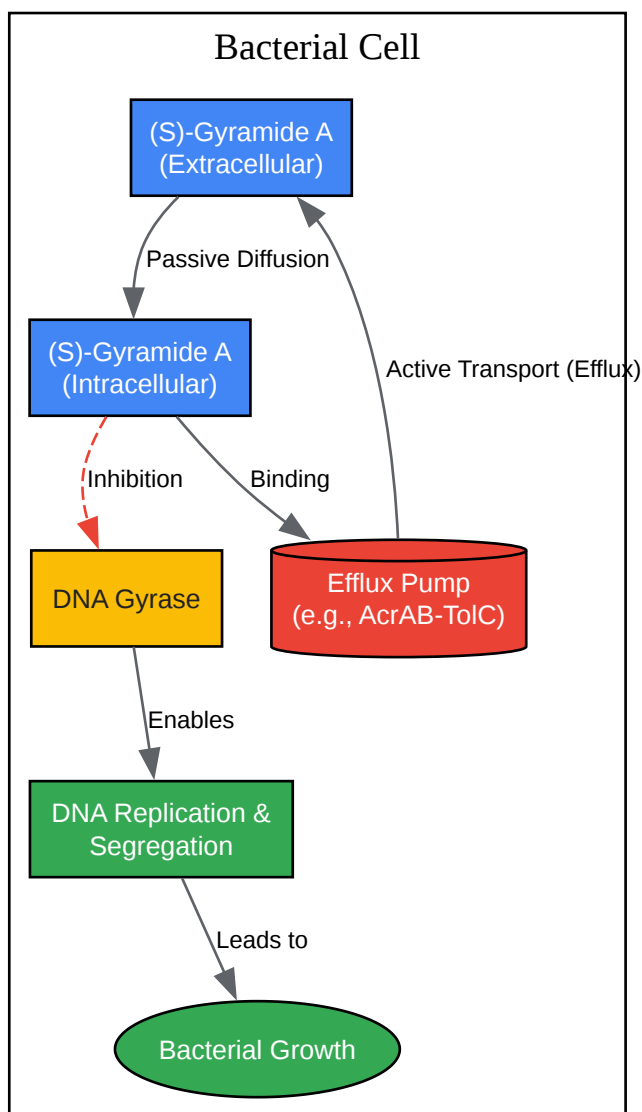 Bacterial Cell
(S)-Gyramide A
(Extracellular)
Passive Diffusion
(S)-Gyramide A
(Intracellular)
Active Transport (Efflux)
Inhibition
Binding
DNA Gyrase
Efflux Pump
(e.g., AcrAB-TolC)
Enables
DNA Replication &
Segregation
Leads to
Bacterial Growth